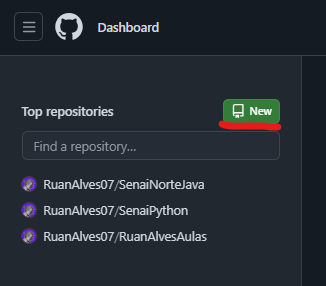 Dashboard
Top repositories
New
Find a repository...
RuanAlves07/SenaiNorteJava
RuanAlves07/SenaiPython
RuanAlves07/RuanAlvesAulas